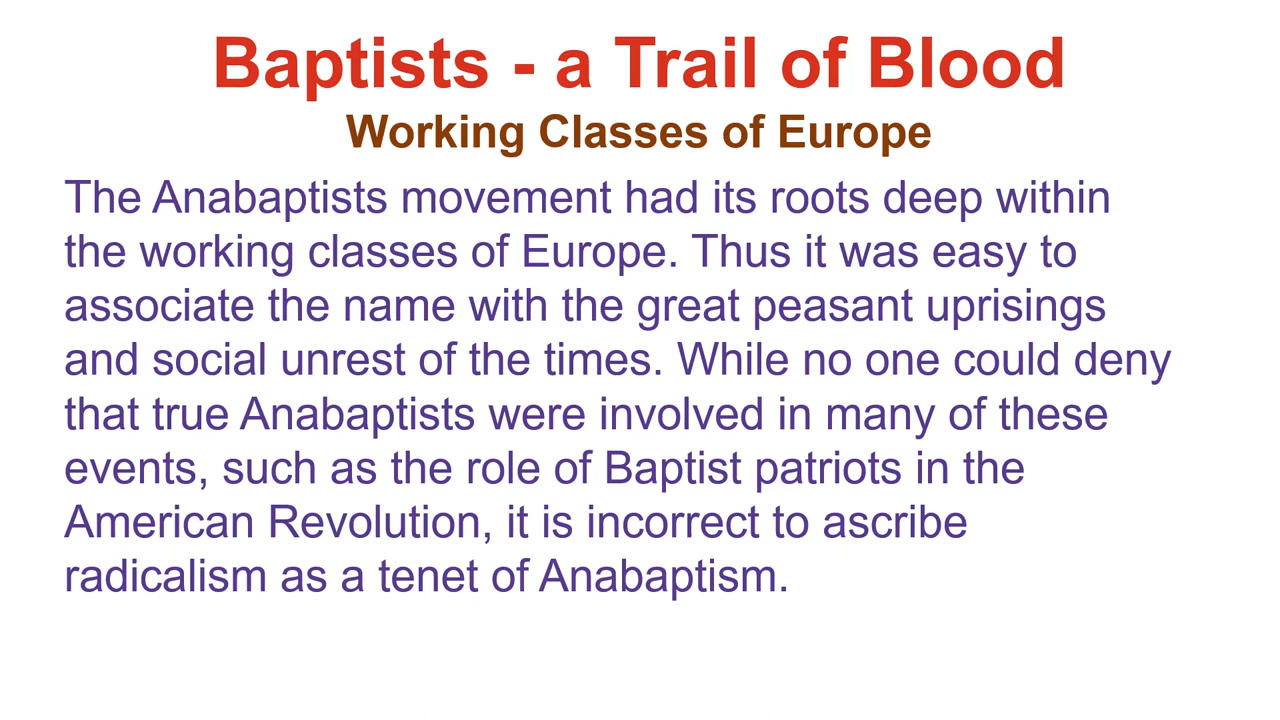 Baptists - a Trail of Blood
Working Classes of Europe
The Anabaptists movement had its roots deep within
the working classes of Europe. Thus it was easy to
associate the name with the great peasant uprisings
and social unrest of the times. While no one could deny
that true Anabaptists were involved in many of these
events, such as the role of Baptist patriots in the
American Revolution, it is incorrect to ascribe
radicalism as a tenet of Anabaptism.